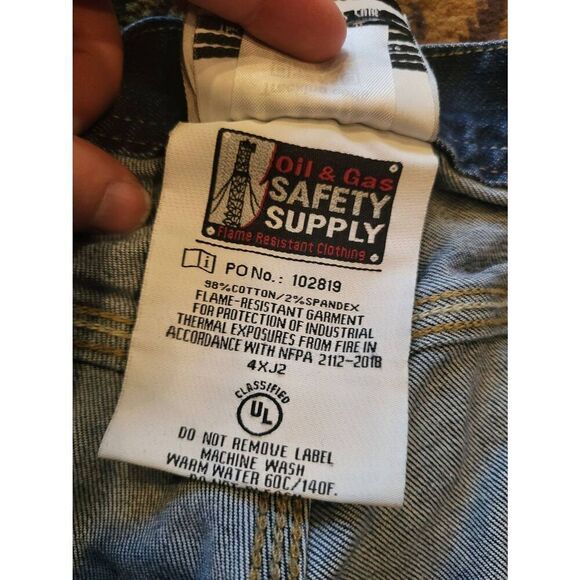 Oil & Gas
SAFETY
SUPPLY
Flame Resistant Clothing
PO No.: 102819
98%COTTON/2%SPANDEX
FLAME-RESISTANT GARMENT
FOR PROTECTION OF INDUSTRIAL
THERMAL EXPOSURES FROM FIRE IN
ACCORDANCE WITH NFPA 2112-2018
4XJ2
CLASSIFIED
UL
DO NOT REMOVE LABEL
MACHINE WASH
WARM WATER 60C/140F.